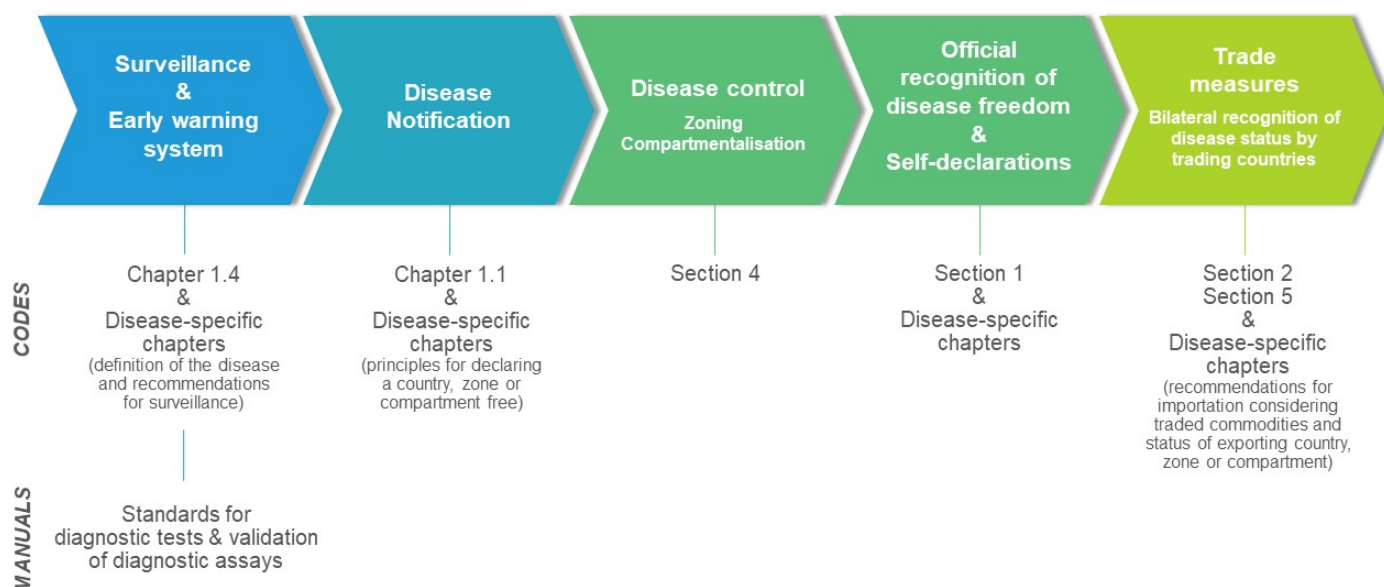 Surveillance
&
Early warning
system
Disease
Notification
Disease control
Zoning
Compartmentalisation
Official
recognition of
disease freedom
&
Self-declarations
Trade
measures
Bilateral recognition of
disease status by
trading countries
CODES
Chapter 1.4
&
Disease-specific
chapters
(definition of the disease
and recommendations
for surveillance)
Chapter 1.1
&
Disease-specific
chapters
(principles for declaring
a country, zone or
compartment free)
Section 4
Section 1
&
Disease-specific
chapters
Section 2
Section 5
&
Disease-specific
chapters
(recommendations for
importation considering
traded commodities and
status of exporting country,
zone or compartment)
MANUALS
Standards for
diagnostic tests & validation
of diagnostic assays